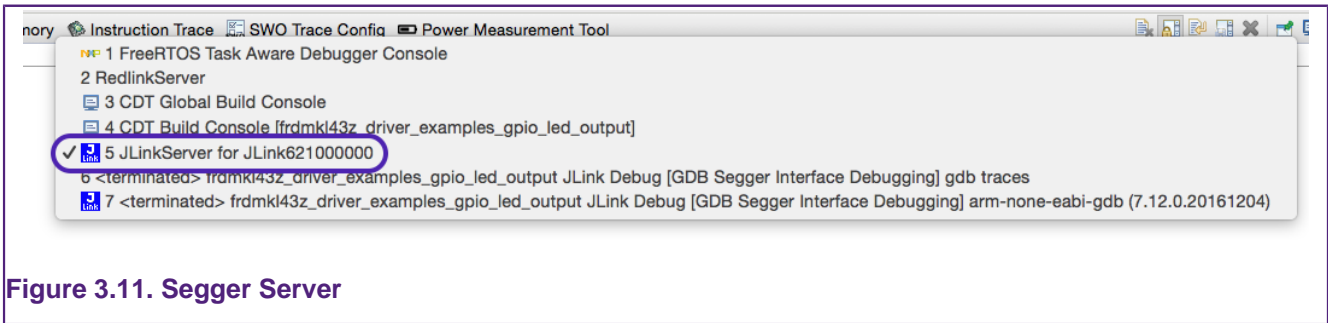 nory Instruction Trace SWO Trace Config Power Measurement Tool
NXP 1 FreeRTOS Task Aware Debugger Console
2 RedlinkServer
3 CDT Global Build Console
4 CDT Build Console [frdmkl43z_driver_examples_gpio_led_output]
✓ J Link 5 JLinkServer for JLink621000000
6 <terminated> frdmkl43z_driver_examples_gpio_led_output JLink Debug [GDB Segger Interface Debugging] gdb traces
J Link 7 <terminated> frdmkl43z_driver_examples_gpio_led_output JLink Debug [GDB Segger Interface Debugging] arm-none-eabi-gdb (7.12.0.20161204)
Figure 3.11. Segger Server